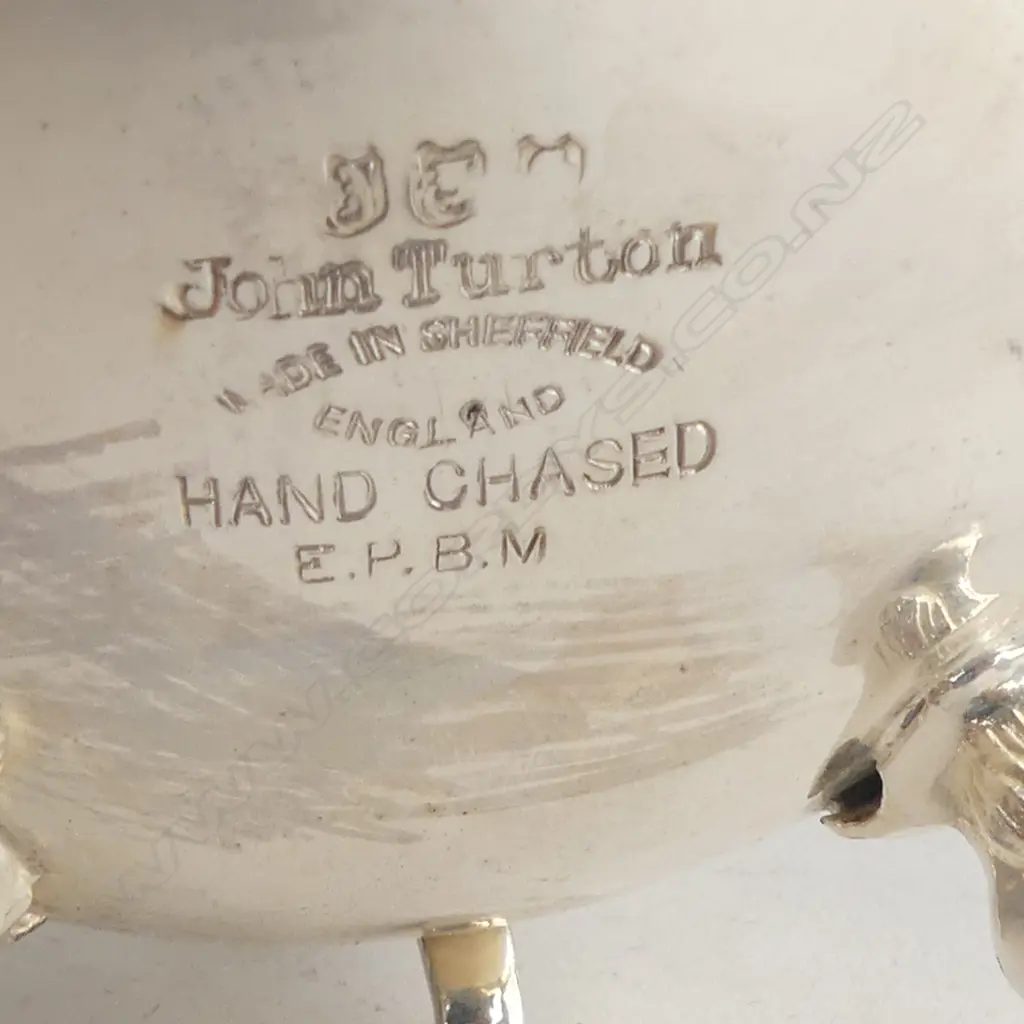 John Turton
MADE IN SHEFFIELD
ENGLAND
HAND CHASED
E.P.B.M